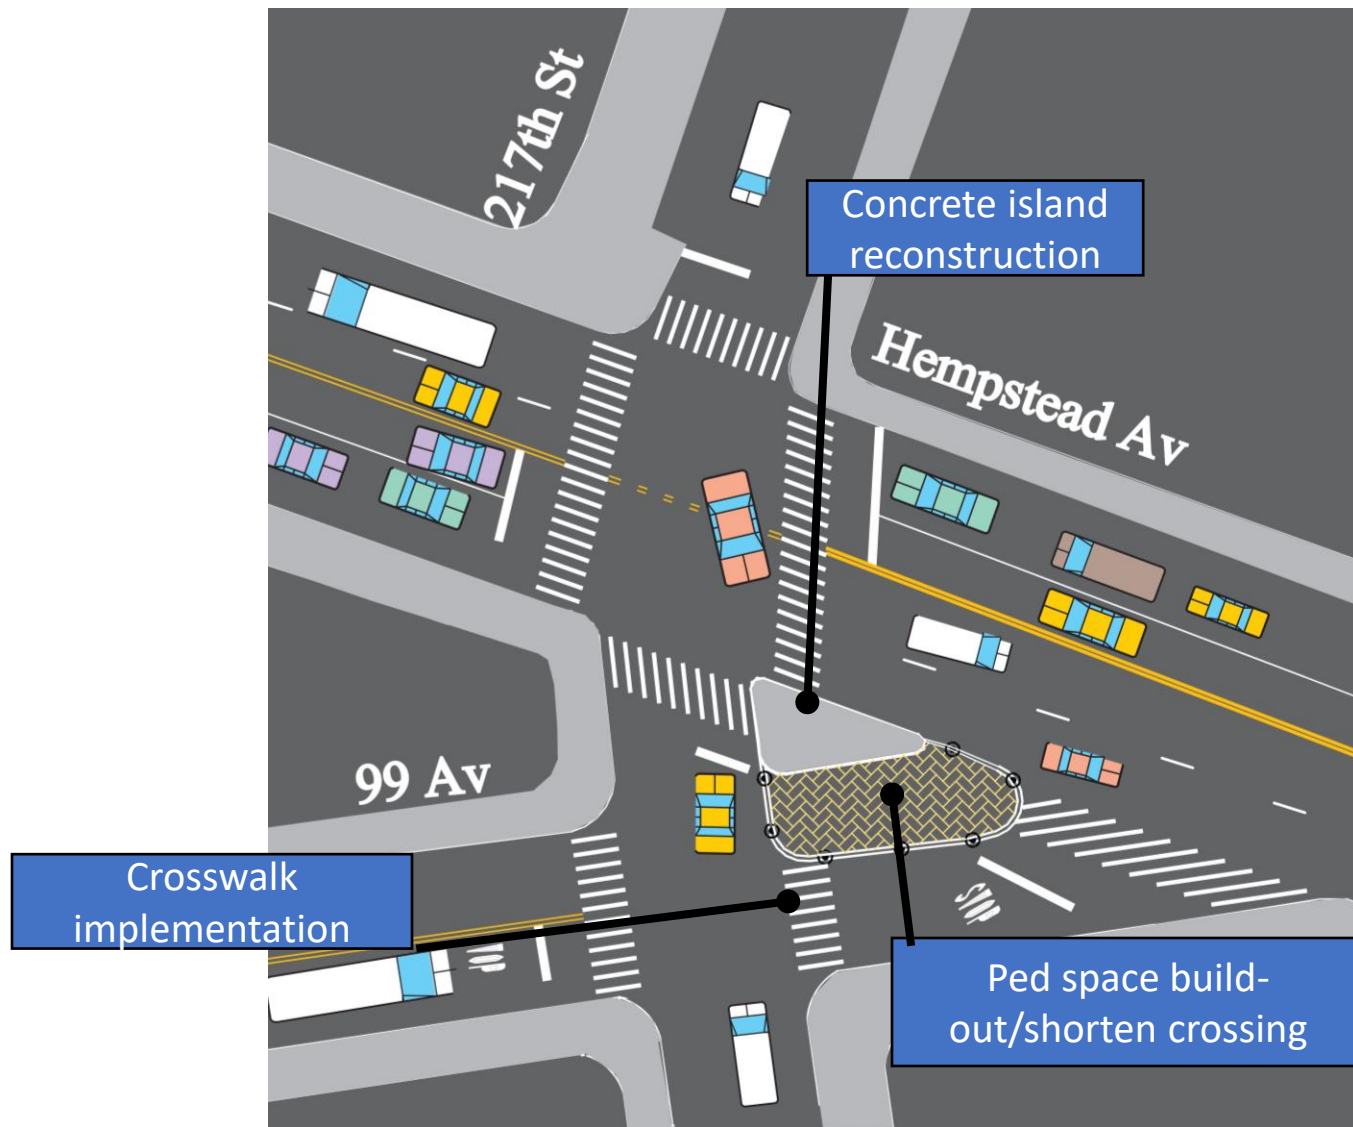 217th St
Concrete island
reconstruction
Hempstead Av
99 Av
Crosswalk
implementation
Ped space build-
out/shorten crossing